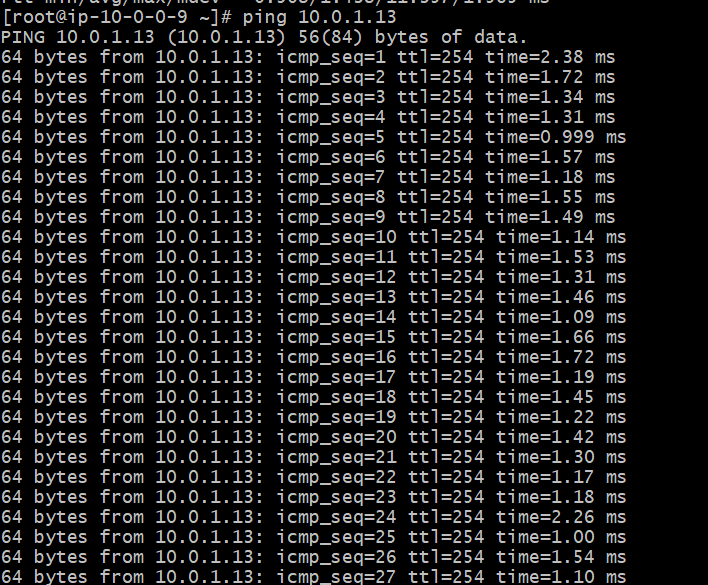 [root@ip-10-0-0-9 ~]# ping 10.0.1.13
PING 10.0.1.13 (10.0.1.13) 56(84) bytes of data.
64 bytes from 10.0.1.13: icmp_seq=1 ttl=254 time=2.38 ms
64 bytes from 10.0.1.13: icmp_seq=2 ttl=254 time=1.72 ms
64 bytes from 10.0.1.13: icmp_seq=3 ttl=254 time=1.34 ms
64 bytes from 10.0.1.13: icmp_seq=4 ttl=254 time=1.31 ms
64 bytes from 10.0.1.13: icmp_seq=5 ttl=254 time=0.999 ms
64 bytes from 10.0.1.13: icmp_seq=6 ttl=254 time=1.57 ms
64 bytes from 10.0.1.13: icmp_seq=7 ttl=254 time=1.18 ms
64 bytes from 10.0.1.13: icmp_seq=8 ttl=254 time=1.55 ms
64 bytes from 10.0.1.13: icmp_seq=9 ttl=254 time=1.49 ms
64 bytes from 10.0.1.13: icmp_seq=10 ttl=254 time=1.14 ms
64 bytes from 10.0.1.13: icmp_seq=11 ttl=254 time=1.53 ms
64 bytes from 10.0.1.13: icmp_seq=12 ttl=254 time=1.31 ms
64 bytes from 10.0.1.13: icmp_seq=13 ttl=254 time=1.46 ms
64 bytes from 10.0.1.13: icmp_seq=14 ttl=254 time=1.09 ms
64 bytes from 10.0.1.13: icmp_seq=15 ttl=254 time=1.66 ms
64 bytes from 10.0.1.13: icmp_seq=16 ttl=254 time=1.72 ms
64 bytes from 10.0.1.13: icmp_seq=17 ttl=254 time=1.19 ms
64 bytes from 10.0.1.13: icmp_seq=18 ttl=254 time=1.45 ms
64 bytes from 10.0.1.13: icmp_seq=19 ttl=254 time=1.22 ms
64 bytes from 10.0.1.13: icmp_seq=20 ttl=254 time=1.42 ms
64 bytes from 10.0.1.13: icmp_seq=21 ttl=254 time=1.30 ms
64 bytes from 10.0.1.13: icmp_seq=22 ttl=254 time=1.17 ms
64 bytes from 10.0.1.13: icmp_seq=23 ttl=254 time=1.18 ms
64 bytes from 10.0.1.13: icmp_seq=24 ttl=254 time=2.26 ms
64 bytes from 10.0.1.13: icmp_seq=25 ttl=254 time=1.00 ms
64 bytes from 10.0.1.13: icmp_seq=26 ttl=254 time=1.54 ms
64 bytes from 10.0.1.13: icmp_seq=27 ttl=254 time=1.10 ms